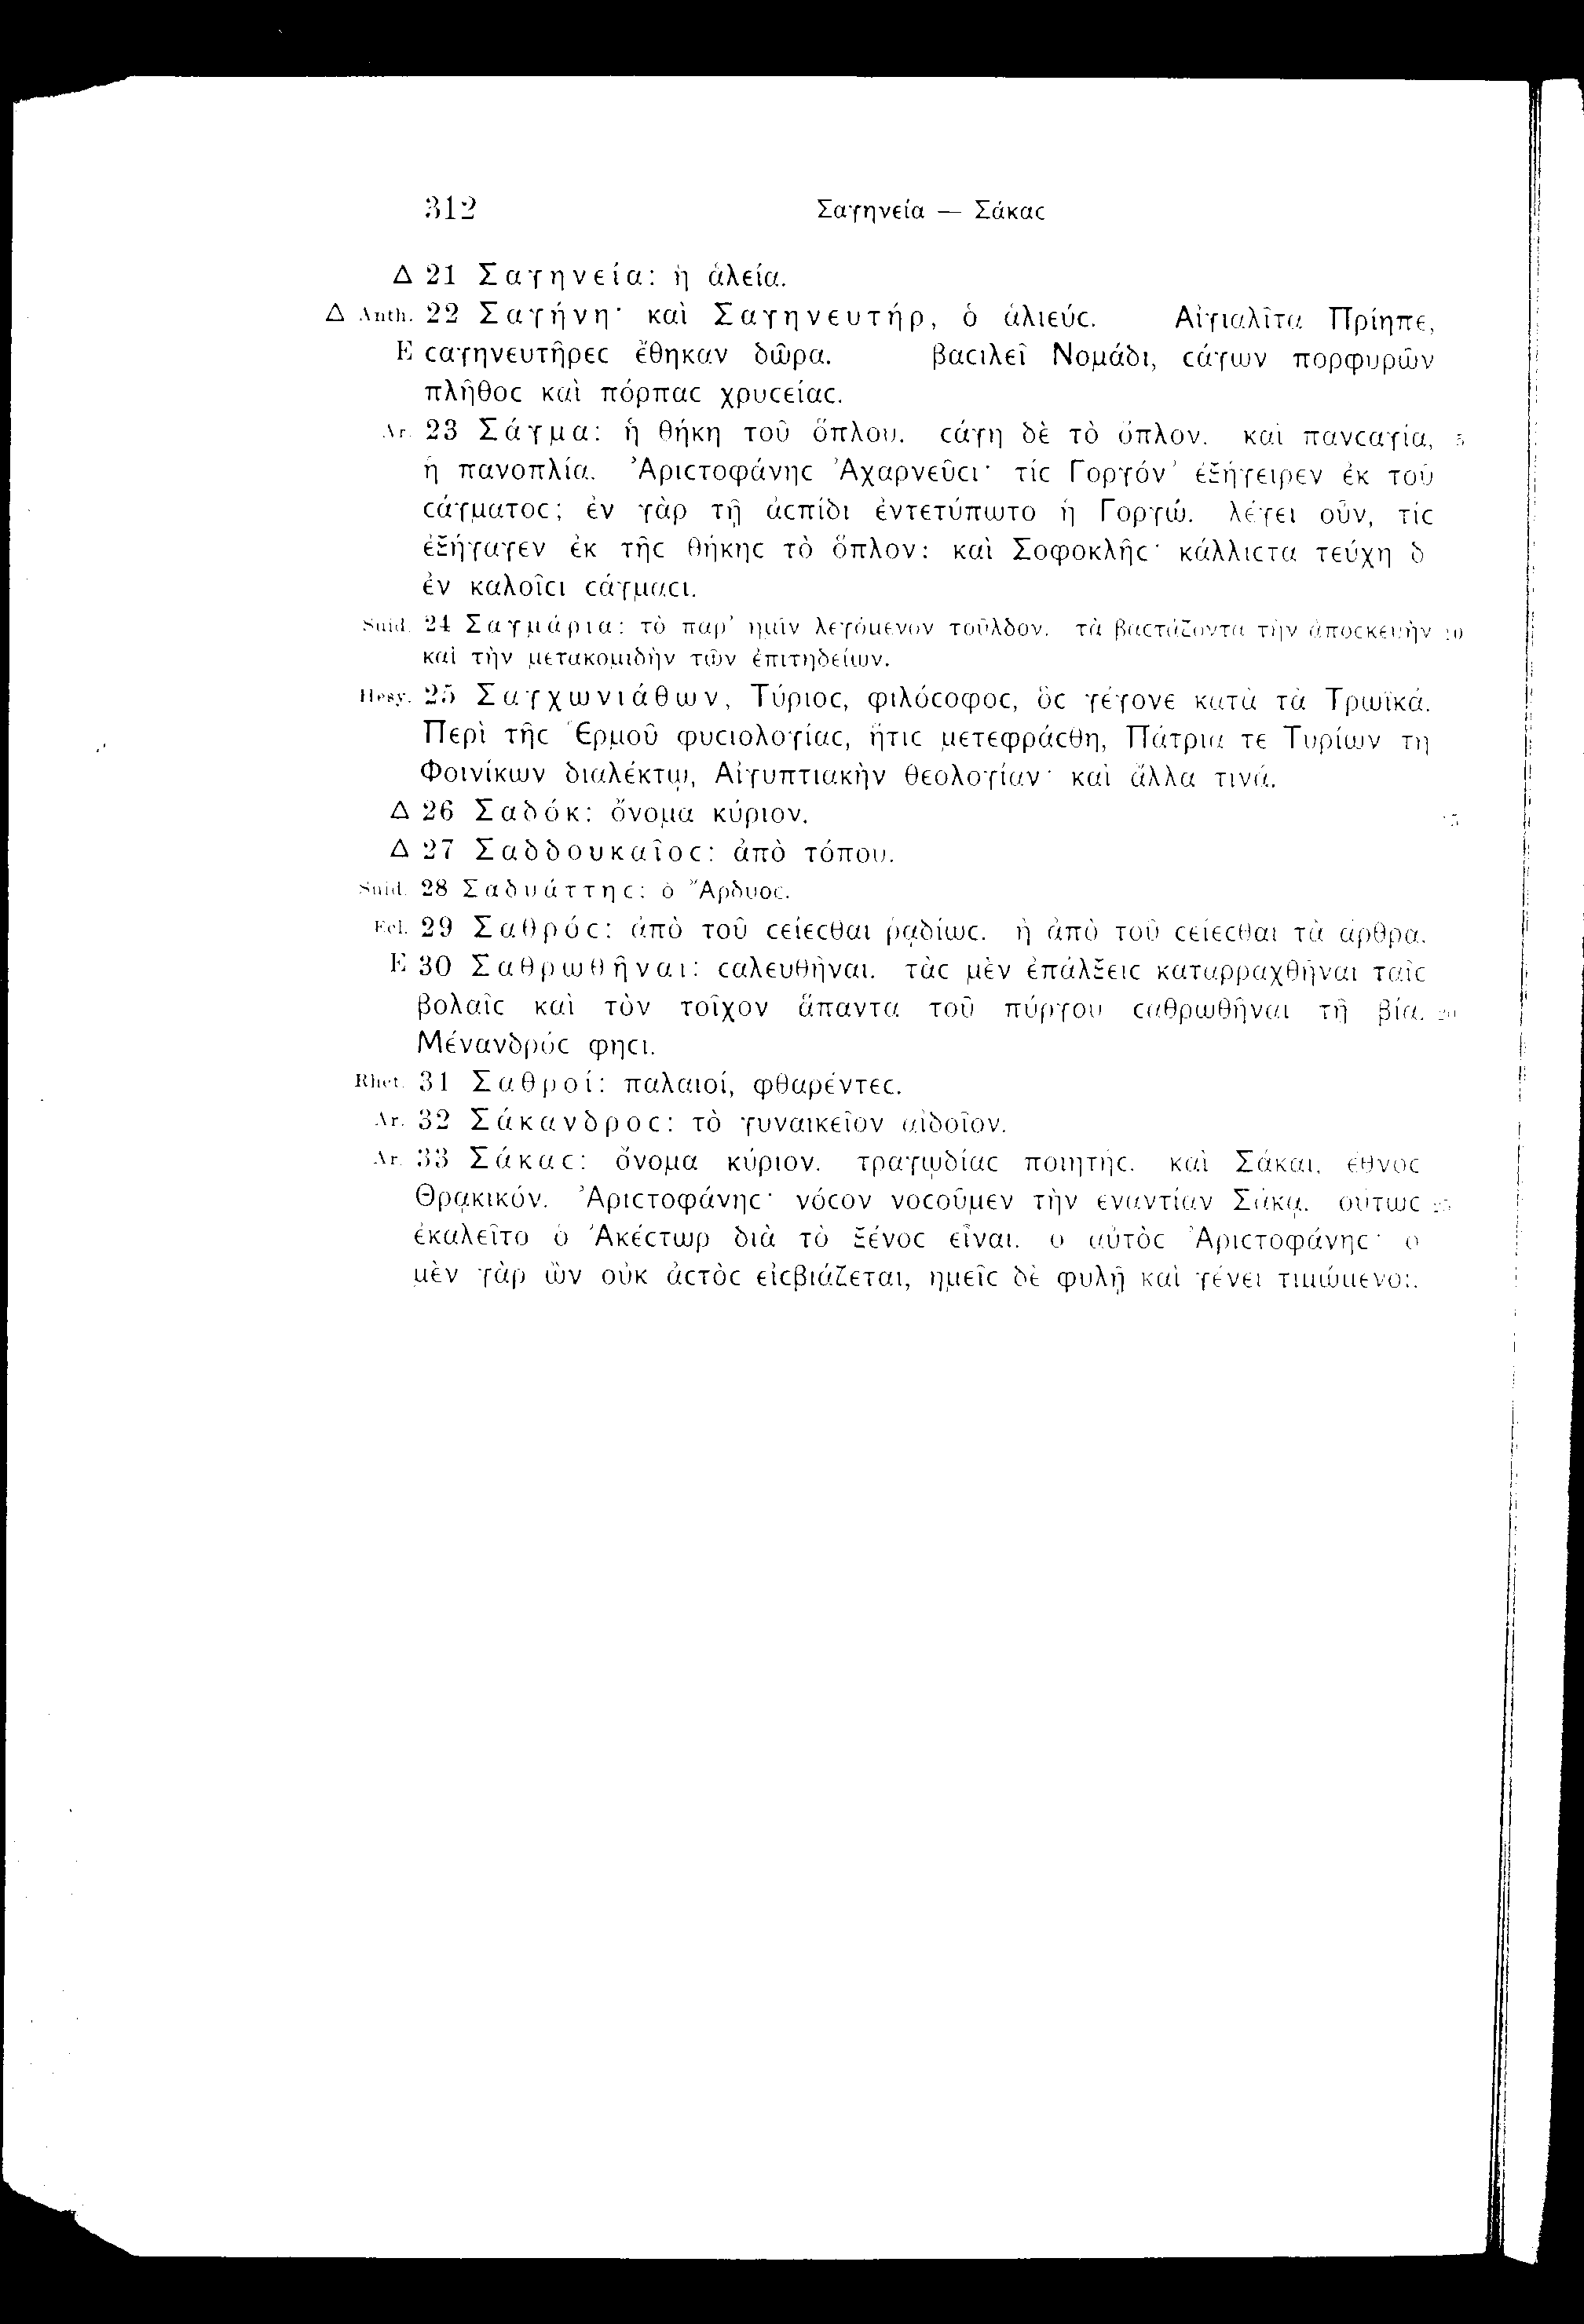 312 Σαγηνεία — Σάκαϲ
Δ 21 Σαγηνεία: ἡ ἁλεία.
Δ Anth. 22 Σαγήνη· καὶ Σαγηνευτήρ, ὁ ἁλιεύϲ. Αἰγιαλῖτα Πρίηπε,
E ϲαγηνευτῆρεϲ ἔθηκαν δῶρα. βαϲιλεῖ Νομάδι, ϲάγων πορφυρῶν
πλῆθοϲ καὶ πόρπαϲ χρυϲείαϲ.
Ar. 23 Σάγμα: ἡ θήκη τοῦ ὅπλου. ϲάγη δὲ τὸ ὅπλον. καὶ πανϲαγία, 5
ἡ πανοπλία. Ἀριϲτοφάνηϲ Ἀχαρνεῦϲι· τίϲ Γοργόν’ ἐξήγειρεν ἐκ τοῦ
ϲάγματοϲ; ἐν γὰρ τῇ ἀϲπίδι ἐντετύπωτο ἡ Γοργώ. λέγει οὖν, τίϲ
ἐξήγαγεν ἐκ τῆϲ θήκηϲ τὸ ὅπλον: καὶ Σοφοκλῆϲ· κάλλιϲτα τεύχη δ
ἐν καλοῖϲι ϲάγμαϲι.
Suid. 24 Σαγμάρια: τὸ παρ’ ἡμῖν λεγόμενον τοῦλδον. τὰ βαϲτάζοντα τὴν ἀποϲκευὴν 10
καὶ τὴν μετακομιδὴν τῶν ἐπιτηδείων.
Hesy. 25 Σαγχωνιάθων, Τύριοϲ, φιλόϲοφοϲ, ὃϲ γέγονε κατὰ τὰ Τρωϊκά.
Περὶ τῆϲ Ἑρμοῦ φυϲιολογίαϲ, ἥτιϲ μετεφράϲθη, Πάτρια τε Τυρίων τῇ
Φοινίκων διαλέκτῳ, Αἰγυπτιακὴν θεολογίαν· καὶ ἄλλα τινά.
Δ 26 Σαδόκ: ὄνομα κύριον. 15
Δ 27 Σαδδουκαῖοϲ: ἀπὸ τόπου.
Suid. 28 Σαδυάττηϲ: ὁ Ἄρδυοϲ.
Ecl. 29 Σαθρόϲ: ἀπὸ τοῦ ϲείεϲθαι ῥᾳδίωϲ. ἢ ἀπὸ τοῦ ϲείεϲθαι τὰ ἄρθρα.
E 30 Σαθρωθῆναι: ϲαλευθῆναι. τὰϲ μὲν ἐπάλξειϲ καταρραχθῆναι ταῖϲ
βολαῖϲ καὶ τὸν τοῖχον ἅπαντα τοῦ πύργου ϲαθρωθῆναι τῇ βίᾳ. 20
Μένανδρόϲ φηϲι.
Rhet. 31 Σαθροί: παλαιοί, φθαρέντεϲ.
Ar. 32 Σάκανδροϲ: τὸ γυναικεῖον αἰδοῖον.
Ar. 33 Σάκαϲ: ὄνομα κύριον. τραγῳδίαϲ ποιητήϲ. καὶ Σάκαι, ἔθνοϲ
Θρᾳκικόν. Ἀριϲτοφάνηϲ· νόϲον νοϲοῦμεν τὴν ἐναντίαν Σάκᾳ. οὕτωϲ 25
ἐκαλεῖτο ὁ Ἀκέϲτωρ διὰ τὸ ξένοϲ εἶναι. ὁ αὐτὸϲ Ἀριϲτοφάνηϲ· ὁ
μὲν γὰρ ὢν οὐκ ἀϲτὸϲ εἰϲβιάζεται, ἡμεῖϲ δὲ φυλῇ καὶ γένει τιμώμενοι.